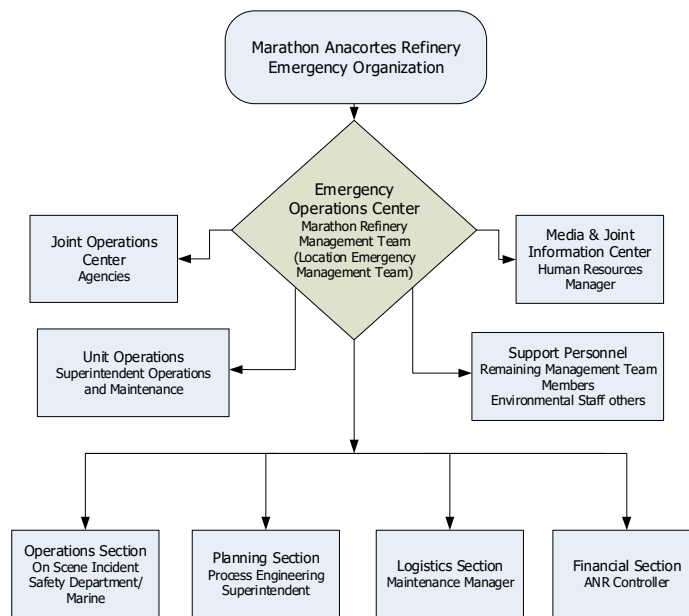 Marathon Anacortes Refinery
Emergency Organization
Emergency
Operations Center
Marathon Refinery
Management Team
(Location Emergency
Management Team)
Joint Operations
Center
Agencies
Media & Joint
Information Center
Human Resources
Manager
Unit Operations
Superintendent Operations
and Maintenance
Support Personnel
Remaining Management Team
Members
Environmental Staff others
Operations Section
On Scene Incident
Safety Department/
Marine
Planning Section
Process Engineering
Superintendent
Logistics Section
Maintenance Manager
Financial Section
ANR Controller